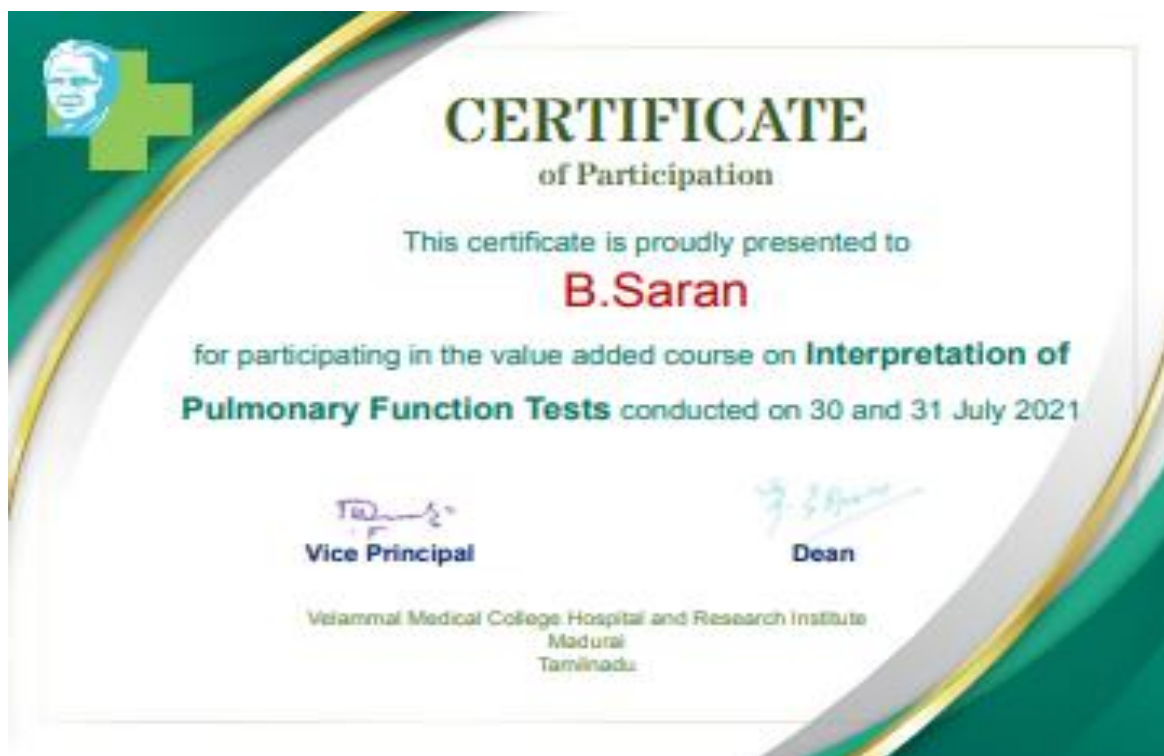 CERTIFICATE
of Participation
This certificate is proudly presented to
B.Saran
for participating in the value added course on Interpretation of
Pulmonary Function Tests conducted on 30 and 31 July 2021
Vice Principal
Dean
Velammal Medical College Hospital and Research Institute
Madurai
Tamilnadu